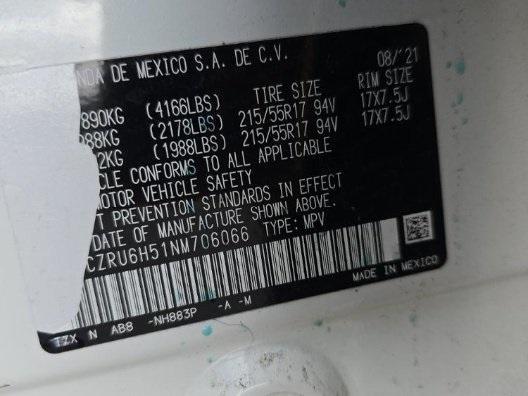 NDA DE MEXICO S.A. DE C.V. 08/'21
890KG (4166LBS) TIRE SIZE RIM SIZE
88KG (2178LBS) 215/55R17 94V 17X7.5J
2KG (1988LBS) 215/55R17 94V 17X7.5J
CLE CONFORMS TO ALL APPLICABLE
MOTOR VEHICLE SAFETY
T PREVENTION STANDARDS IN EFFECT
DATE OF MANUFACTURE SHOWN ABOVE.
CZRU6H51NM706066 TYPE: MPV
MADE IN MEXICO
TZX N AB8 -NH883P -A -M